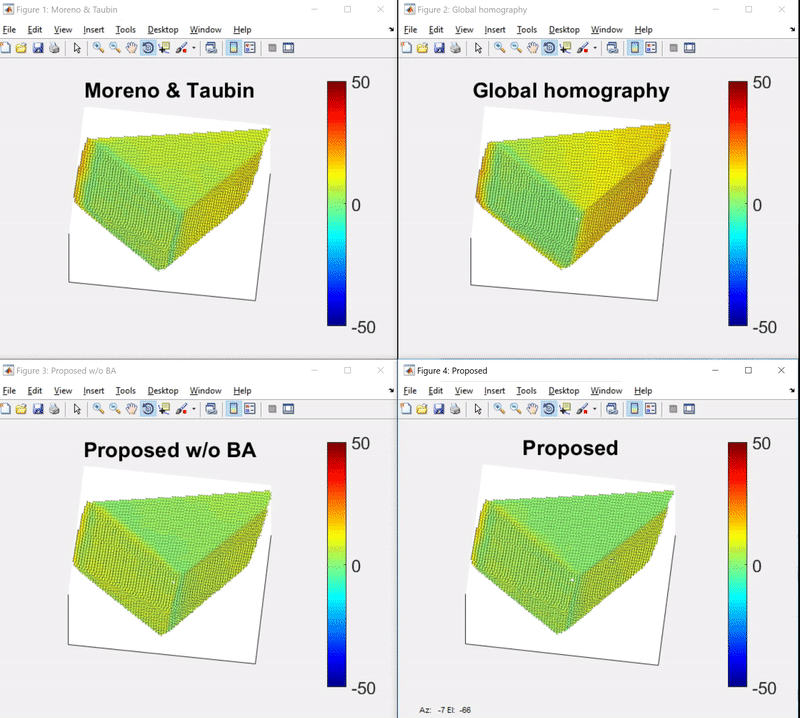 Figure 1: Moreno & Taubin
File Edit View Insert Tools Desktop Window Help
Moreno & Taubin
50
0
-50
Figure 2: Global homography
File Edit View Insert Tools Desktop Window Help
Global homography
50
0
-50
Figure 3: Proposed w/o BA
File Edit View Insert Tools Desktop Window Help
Proposed w/o BA
50
0
-50
Figure 4: Proposed
File Edit View Insert Tools Desktop Window Help
Proposed
50
0
-50
Az: -7 El: -66